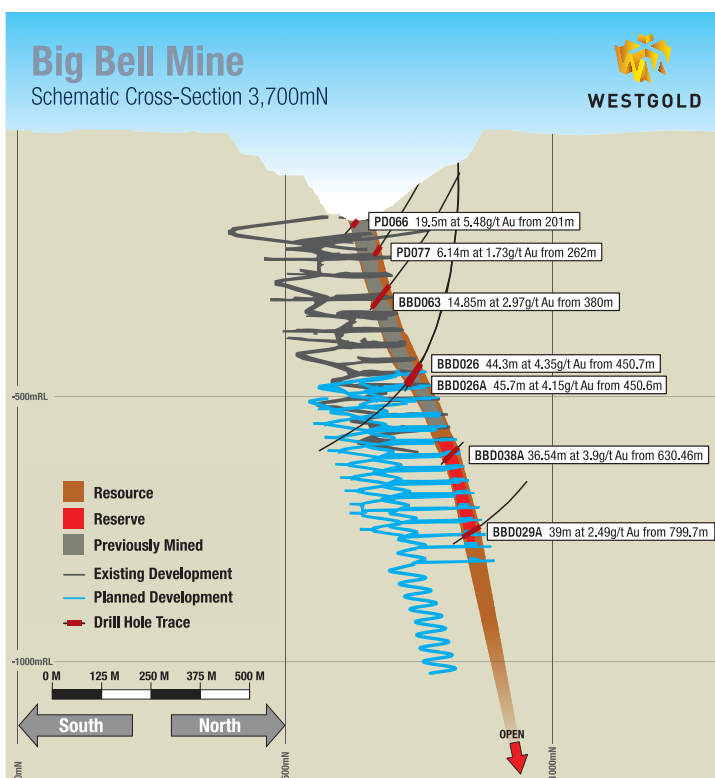 Big Bell Mine
Schematic Cross-Section 3,700mN
WESTGOLD
PD066 19.5m at 5.48g/t Au from 201m
PD077 6.14m at 1.73g/t Au from 262m
BBD063 14.85m at 2.97g/t Au from 380m
BBD026 44.3m at 4.35g/t Au from 450.7m
BBD026A 45.7m at 4.15g/t Au from 450.6m
-500mRL
BBD038A 36.54m at 3.9g/t Au from 630.46m
BBD029A 39m at 2.49g/t Au from 799.7m
Resource
Reserve
Previously Mined
Existing Development
Planned Development
Drill Hole Trace
-1000mRL
0 M 125 M 250 M 375 M 500 M
South North
OPEN
1000mN